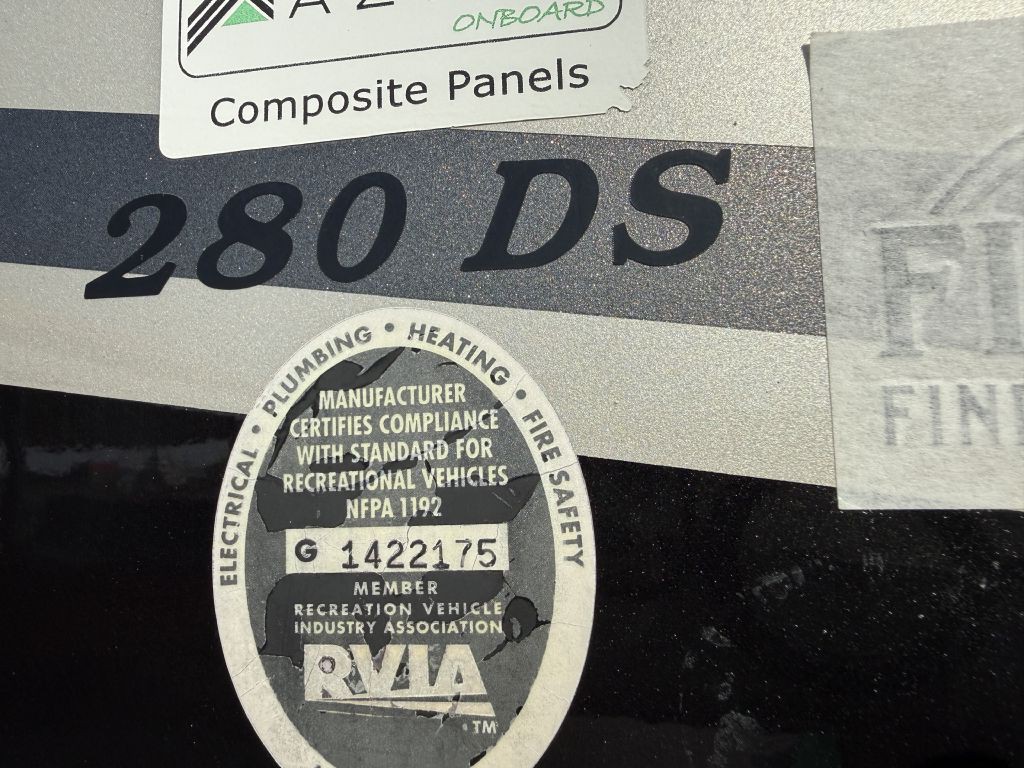 ONBOARD
Composite Panels
280 DS
ELECTRICAL • PLUMBING • HEATING • FIRE SAFETY
MANUFACTURER
CERTIFIES COMPLIANCE
WITH STANDARD FOR
RECREATIONAL VEHICLES
NFPA 1192
G 1422175
MEMBER
RECREATION VEHICLE
INDUSTRY ASSOCIATION
RVIA
TM